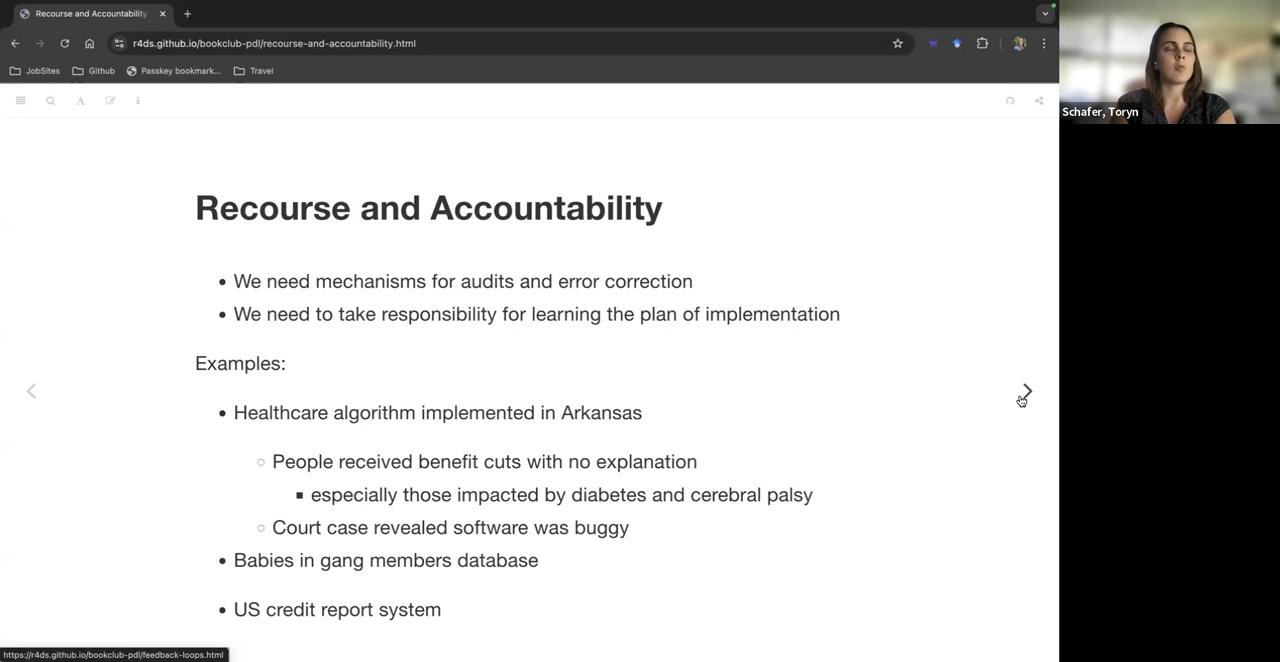 Recourse and Accountability
r4ds.github.io/bookclub-pdl/recourse-and-accountability.html
JobSites
Github
Passkey bookmark...
Travel
Schafer, Toryn
Recourse and Accountability
We need mechanisms for audits and error correction
We need to take responsibility for learning the plan of implementation
Examples:
Healthcare algorithm implemented in Arkansas
People received benefit cuts with no explanation
especially those impacted by diabetes and cerebral palsy
Court case revealed software was buggy
Babies in gang members database
US credit report system
https://r4ds.github.io/bookclub-pdl/feedback-loops.html